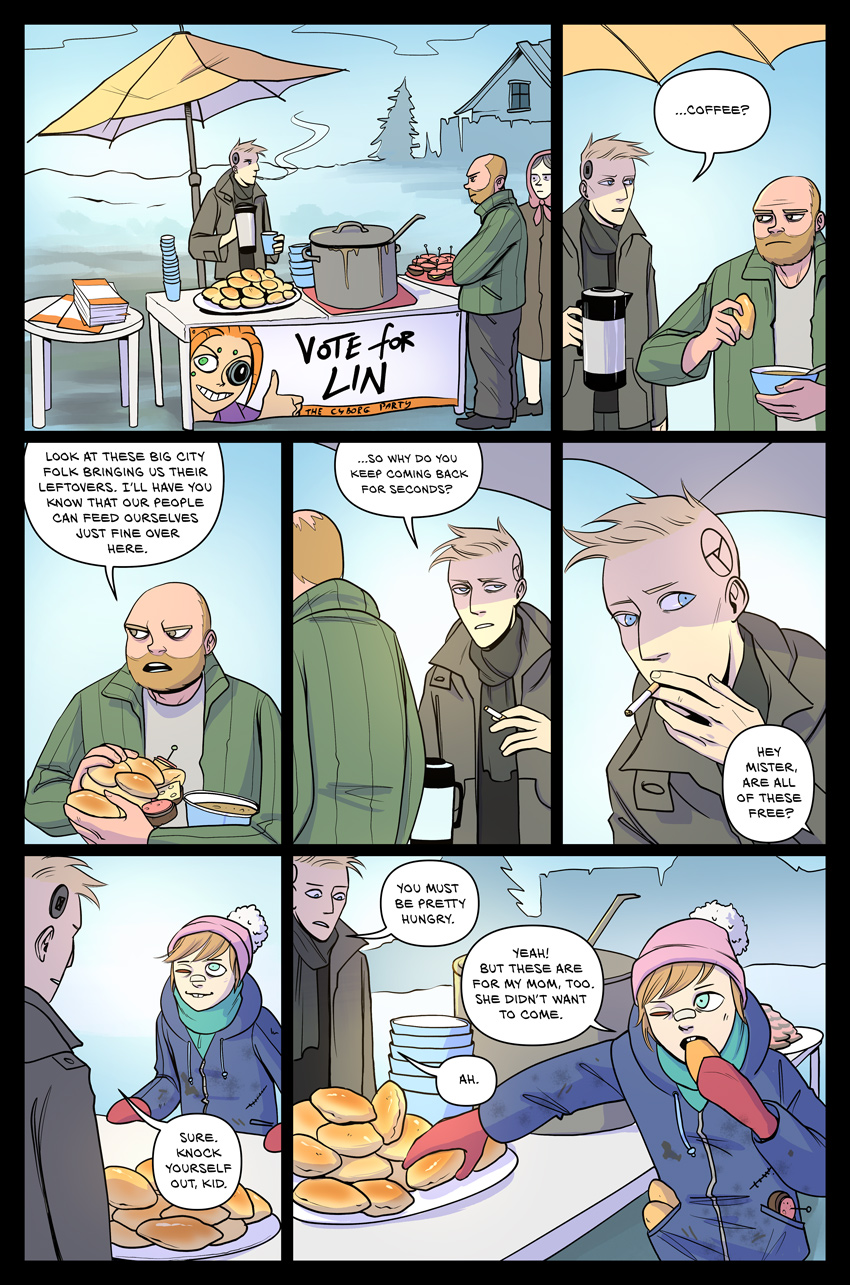 VOTE for
LIN
THE CYBORG PARTY
...COFFEE?
LOOK AT THESE BIG CITY
FOLK BRINGING US THEIR
LEFTOVERS. I'LL HAVE YOU
KNOW THAT OUR PEOPLE
CAN FEED OURSELVES
JUST FINE OVER
HERE.
...SO WHY DO YOU
KEEP COMING BACK
FOR SECONDS?
HEY
MISTER,
ARE ALL
OF THESE
FREE?
SURE.
KNOCK
YOURSELF
OUT, KID.
YOU MUST
BE PRETTY
HUNGRY.
YEAH!
BUT THESE ARE
FOR MY MOM, TOO.
SHE DIDN'T WANT
TO COME.
AH.